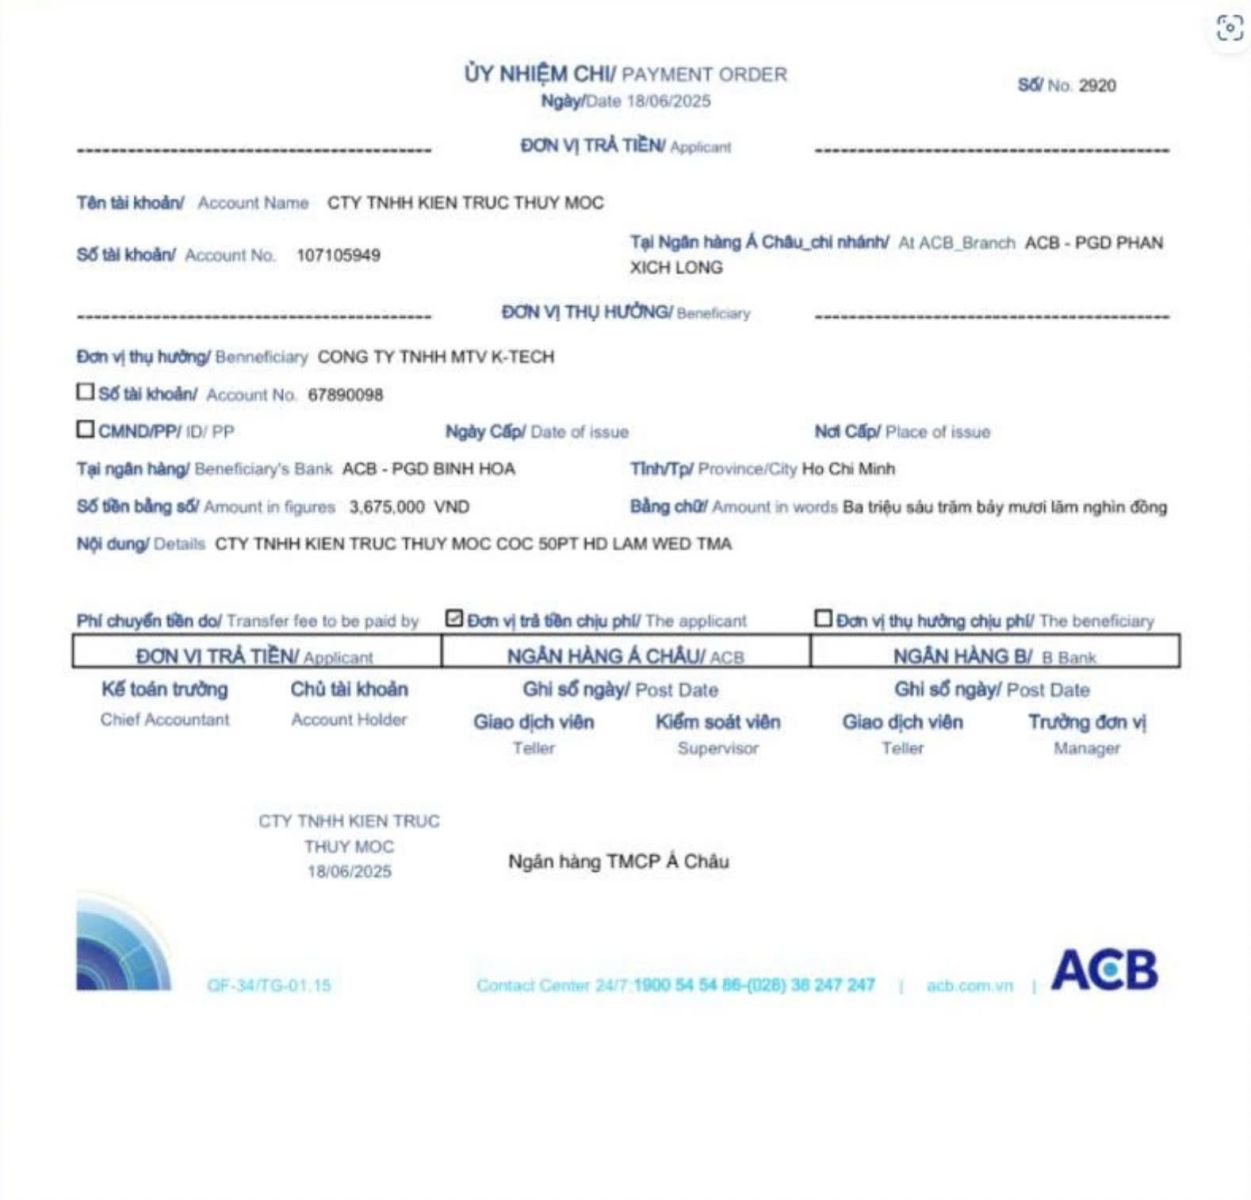 ỦY NHIỆM CHI/ PAYMENT ORDER
Số/ No. 2920
Ngày/Date 18/06/2025
ĐƠN VỊ TRẢ TIỀN/ Applicant
Tên tài khoản/ Account Name CTY TNHH KIEN TRUC THUY MOC
Số tài khoản/ Account No. 107105949
Tại Ngân hàng Á Châu_chi nhánh/ At ACB_Branch ACB - PGD PHAN
XICH LONG
ĐƠN VỊ THỤ HƯỞNG/ Beneficiary
Đơn vị thụ hưởng/ Benneficiary CONG TY TNHH MTV K-TECH
Số tài khoản/ Account No. 67890098
CMND/PP/ ID/ PP Ngày Cấp/ Date of issue Nơi Cấp/ Place of issue
Tại ngân hàng/ Beneficiary's Bank ACB - PGD BINH HOA Tỉnh/Tp/ Province/City Ho Chi Minh
Số tiền bằng số/ Amount in figures 3,675,000 VND Bằng chữ/ Amount in words Ba triệu sáu trăm bảy mươi lăm nghìn đồng
Nội dung/ Details CTY TNHH KIEN TRUC THUY MOC COC 50PT HD LAM WED TMA
Phí chuyển tiền do/ Transfer fee to be paid by Đơn vị trả tiền chịu phí/ The applicant Đơn vị thụ hưởng chịu phí/ The beneficiary
ĐƠN VỊ TRẢ TIỀN/ Applicant NGÂN HÀNG Á CHÂU/ ACB NGÂN HÀNG B/ B Bank
Kế toán trưởng Chủ tài khoản Ghi sổ ngày/ Post Date Ghi sổ ngày/ Post Date
Chief Accountant Account Holder Giao dịch viên Kiểm soát viên Giao dịch viên Trưởng đơn vị
Teller Supervisor Teller Manager
CTY TNHH KIEN TRUC
THUY MOC
18/06/2025
Ngân hàng TMCP Á Châu
QF-34/TG-01.15 Contact Center 24/7:1900 54 54 86-(028) 38 247 247 | acb.com.vn | ACB